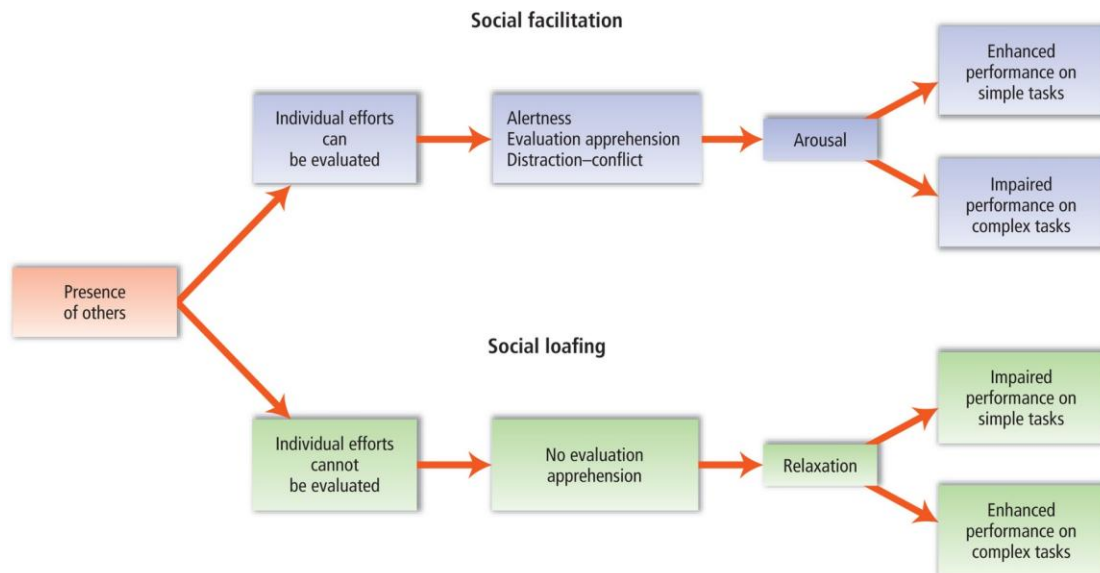 Social facilitation
Individual efforts
can
be evaluated
Alertness
Evaluation apprehension
Distraction–conflict
Arousal
Enhanced
performance on
simple tasks
Impaired
performance on
complex tasks
Presence
of others
Social loafing
Individual efforts
cannot
be evaluated
No evaluation
apprehension
Relaxation
Impaired
performance on
simple tasks
Enhanced
performance on
complex tasks